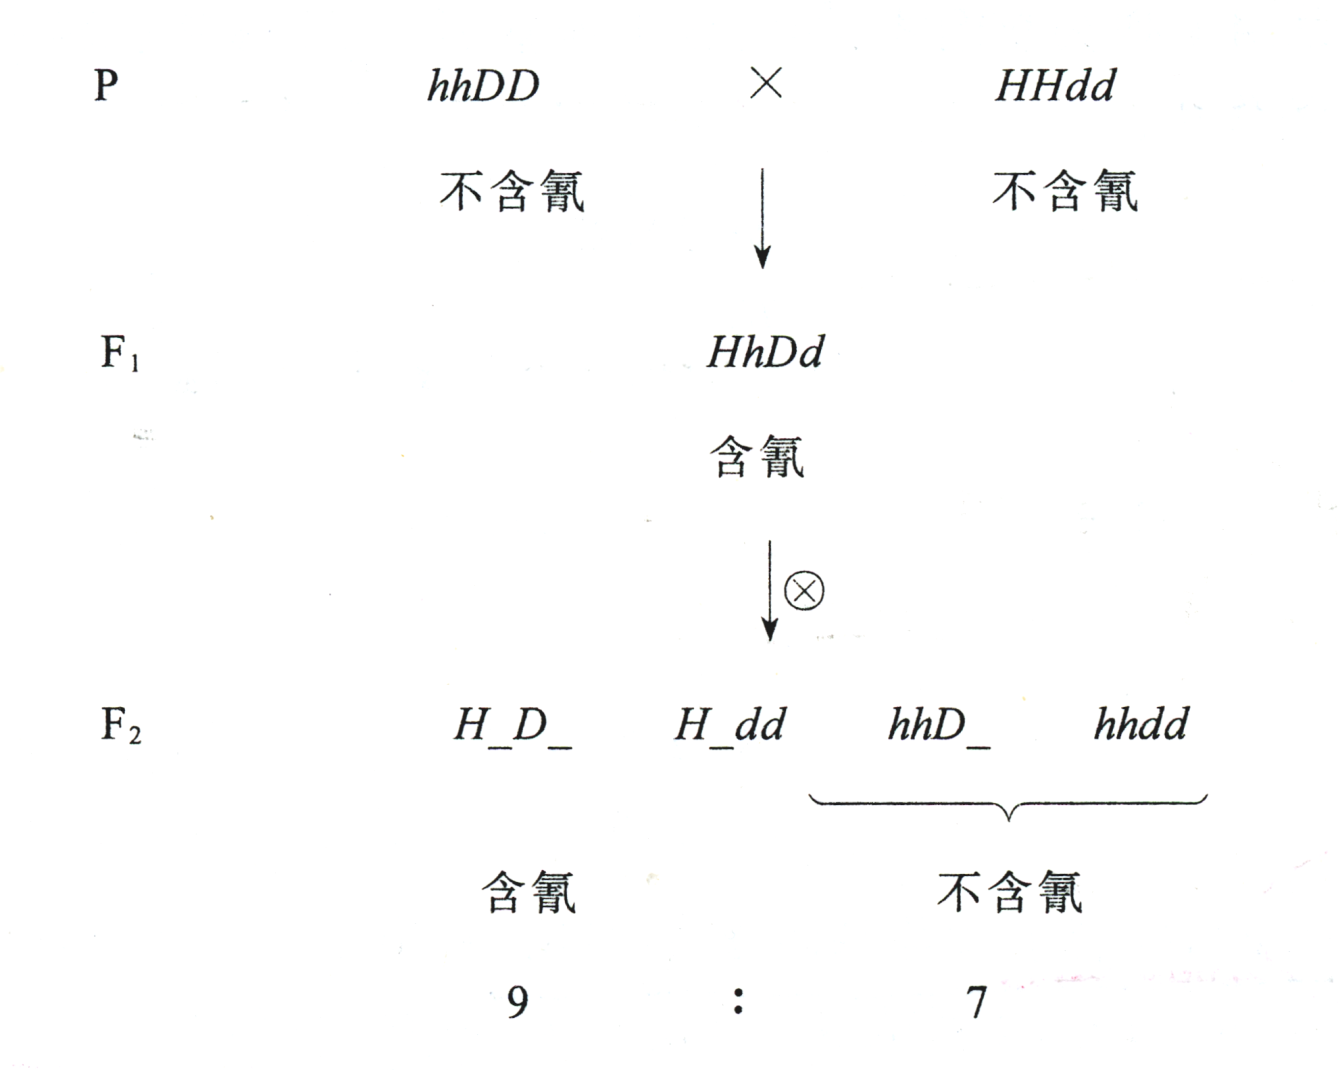 P hhDD × HHdd
不含氰 不含氰
F₁ HhDd
含氰
⊗
F₂ H_D_ H_dd hhD_ hhdd
含氰 不含氰
9 : 7